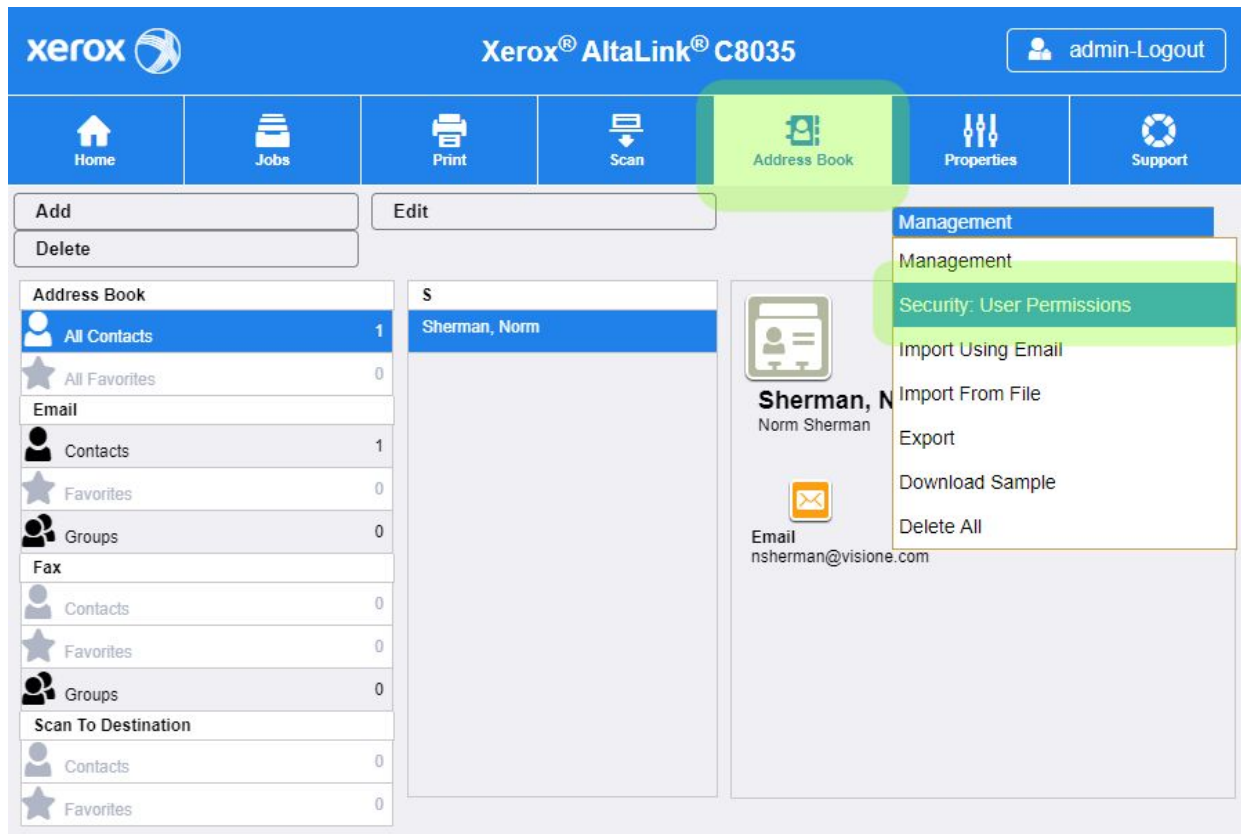 xerox
Xerox® AltaLink® C8035
admin-Logout
Home
Jobs
Print
Scan
Address Book
Properties
Support
Add
Edit
Delete
Management
Management
Security: User Permissions
Import Using Email
Import From File
Export
Download Sample
Delete All
Address Book
All Contacts 1
All Favorites 0
Email
Contacts 1
Favorites 0
Groups 0
Fax
Contacts 0
Favorites 0
Groups 0
Scan To Destination
Contacts 0
Favorites 0
S
Sherman, Norm
Sherman, N
Norm Sherman
Email
nsherman@visione.com